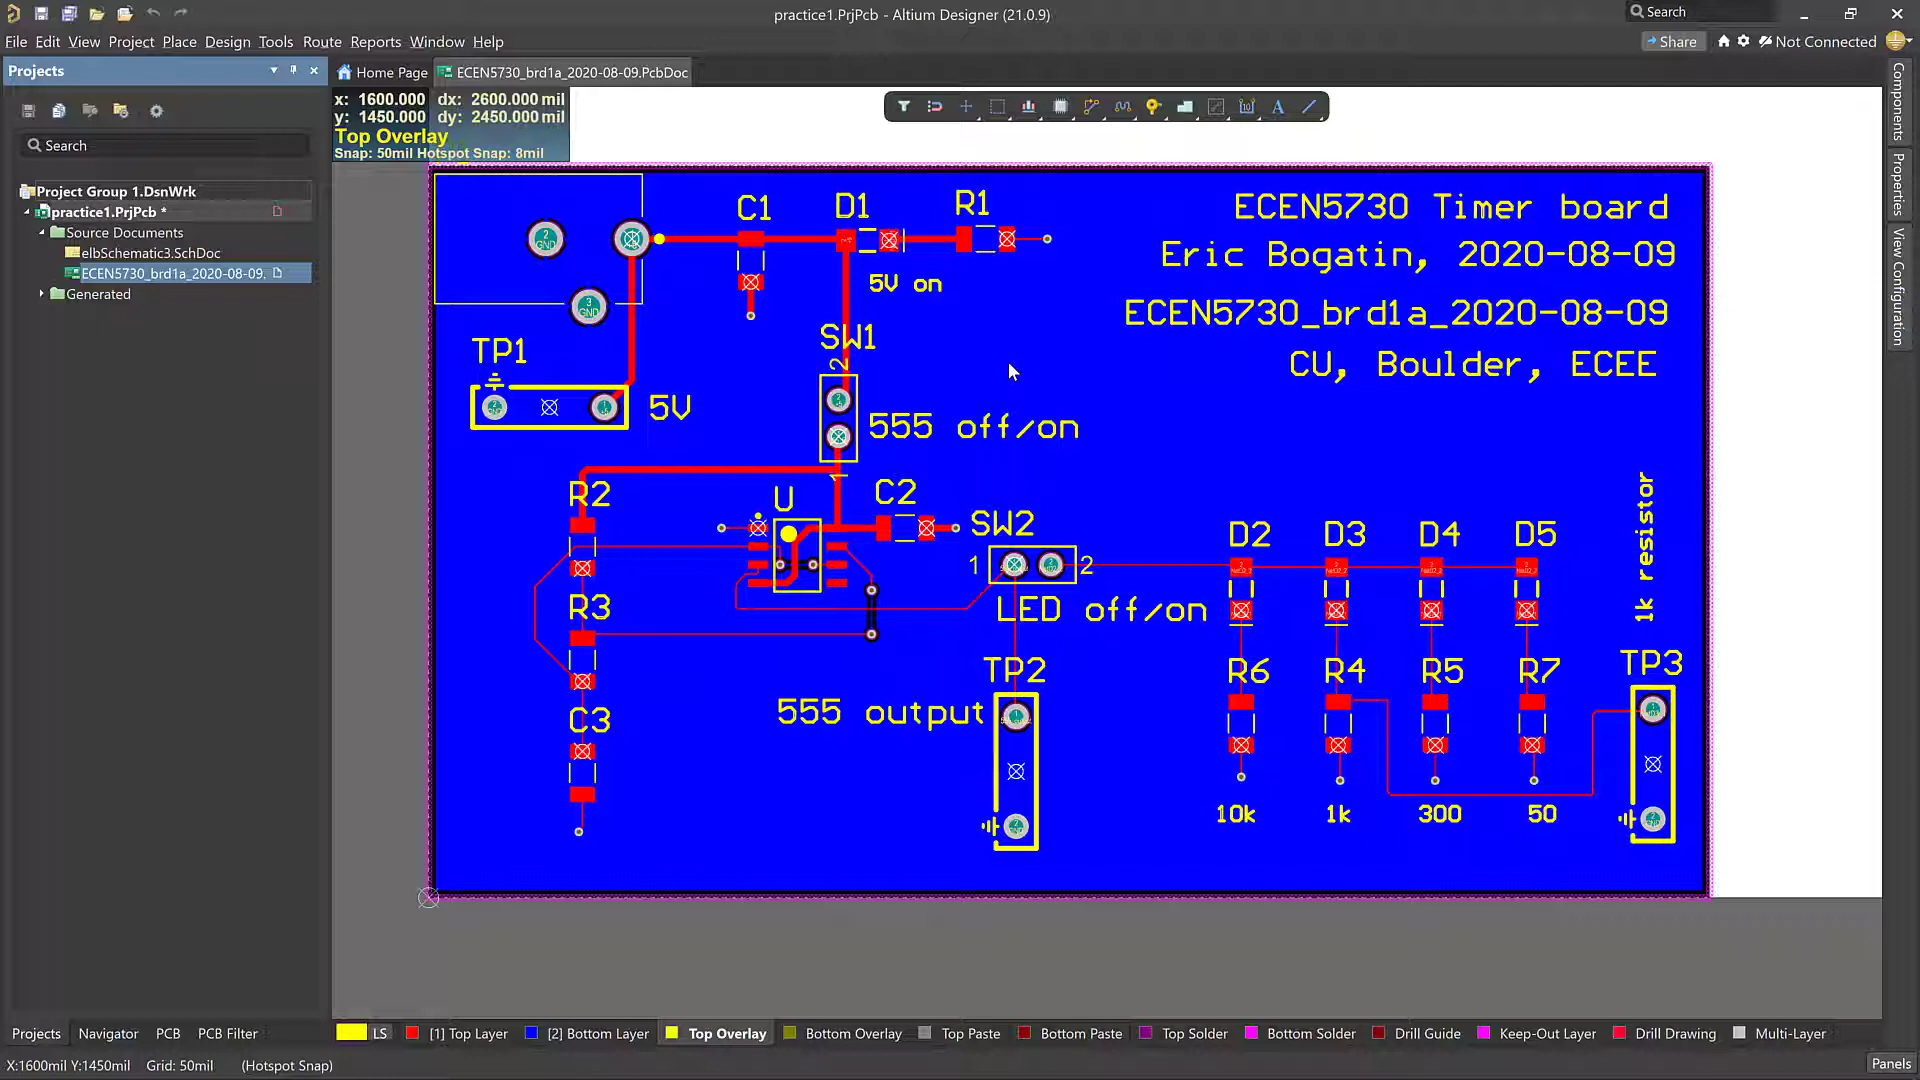 practice1.PrjPcb - Altium Designer (21.0.9)
Search
File Edit View Project Place Design Tools Route Reports Window Help
Share
Not Connected
Projects
Home Page
ECEN5730_brd1a_2020-08-09.PcbDoc
x: 1600.000 dx: 2600.000 mil
y: 1450.000 dy: 2450.000 mil
Top Overlay
Snap: 50mil Hotspot Snap: 8mil
Search
Project Group 1.DsnWrk
practice1.PrjPcb *
Source Documents
elbSchematic3.SchDoc
ECEN5730_brd1a_2020-08-09.
Generated
Components
Properties
View Configuration
C1
D1
R1
ECEN5730 Timer board
Eric Bogatin, 2020-08-09
ECEN5730_brd1a_2020-08-09
CU, Boulder, ECEE
2
GND
3
GND
5V on
TP1
5V
SW1
2
1
555 off/on
R2
U
C2
SW2
1
2
LED off/on
R3
C3
D2
D3
D4
D5
1k resistor
TP2
555 output
R6
R4
R5
R7
TP3
10k
1k
300
50
Projects Navigator PCB PCB Filter
LS
[1] Top Layer
[2] Bottom Layer
Top Overlay
Bottom Overlay
Top Paste
Bottom Paste
Top Solder
Bottom Solder
Drill Guide
Keep-Out Layer
Drill Drawing
Multi-Layer
X:1600mil Y:1450mil Grid: 50mil (Hotspot Snap)
Panels